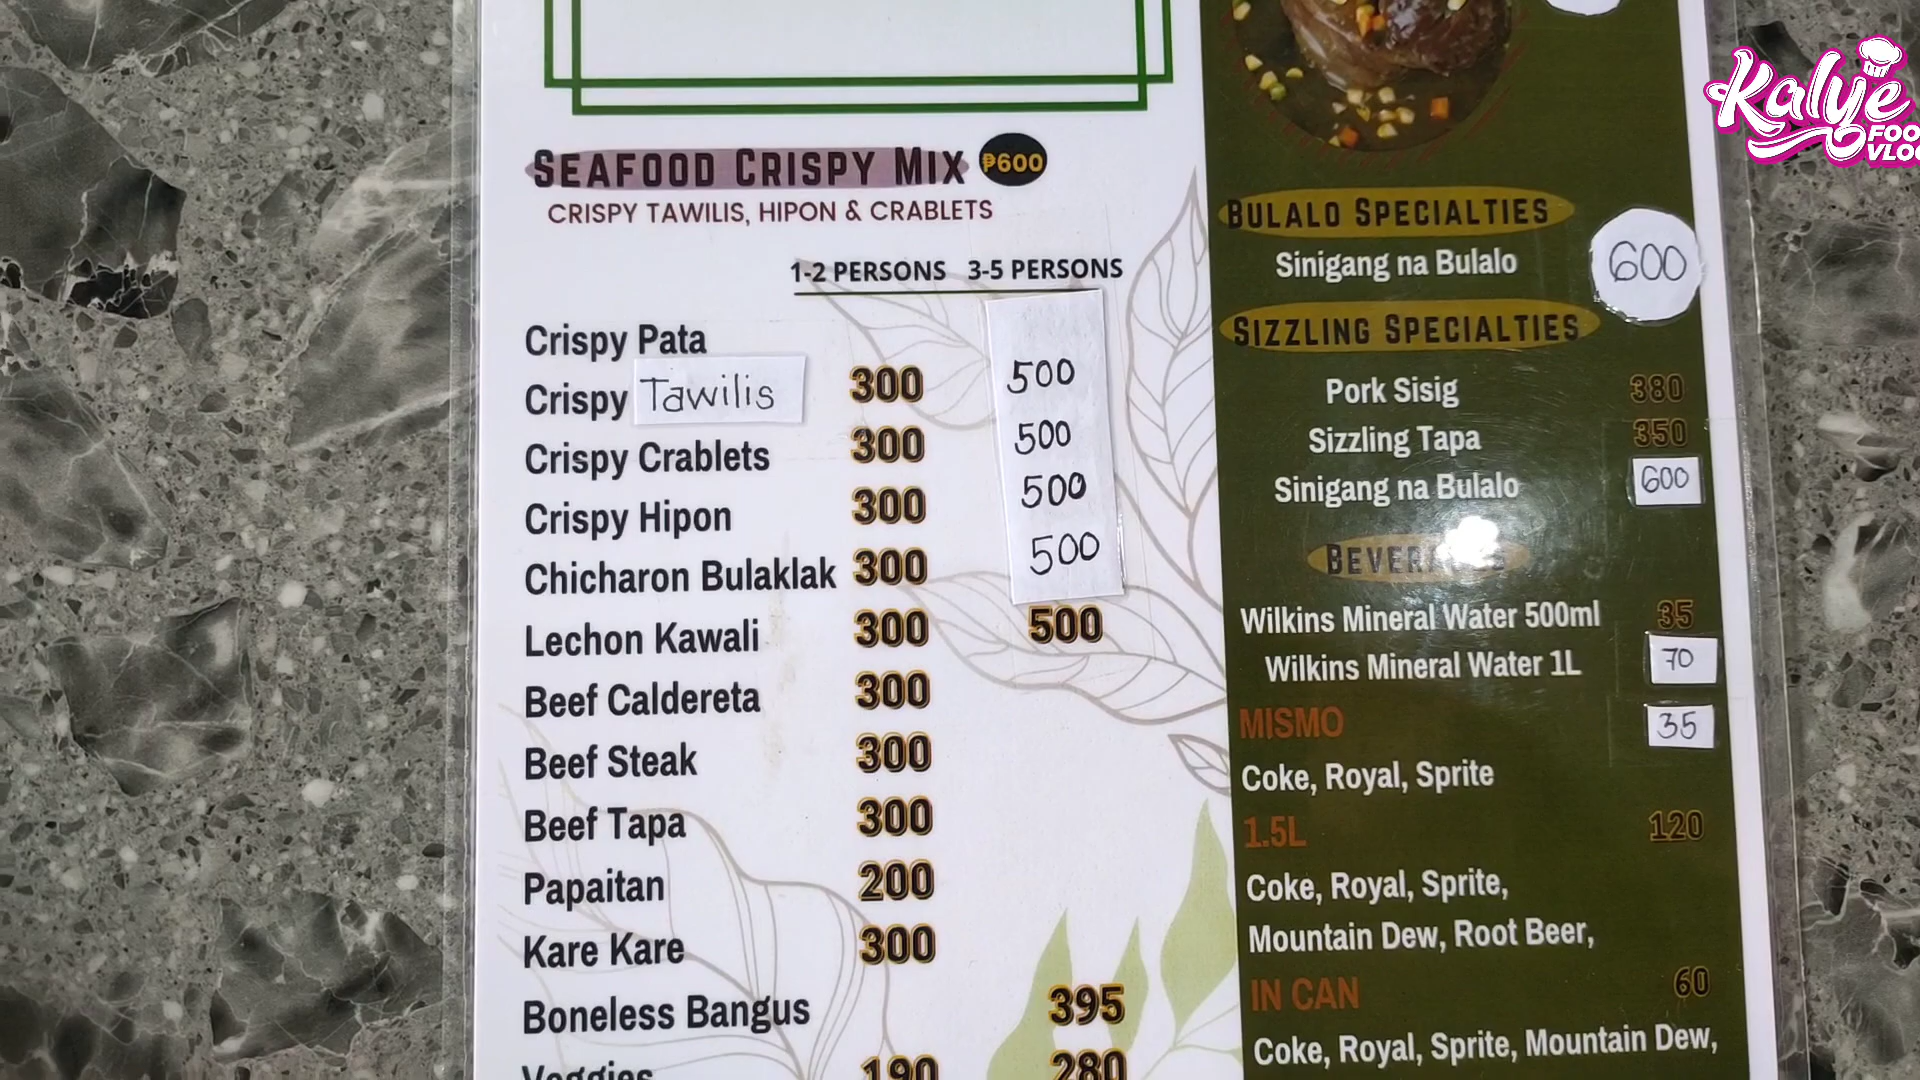 SEAFOOD CRISPY MIX ₱600
CRISPY TAWILIS, HIPON & CRABLETS
1-2 PERSONS 3-5 PERSONS
Crispy Pata
Crispy Tawilis 300 500
Crispy Crablets 300 500
Crispy Hipon 300 500
Chicharon Bulaklak 300 500
Lechon Kawali 300 500
Beef Caldereta 300
Beef Steak 300
Beef Tapa 300
Papaitan 200
Kare Kare 300
Boneless Bangus 395
Veggies 190 280
BULALO SPECIALTIES
Sinigang na Bulalo 600
SIZZLING SPECIALTIES
Pork Sisig 380
Sizzling Tapa 350
Sinigang na Bulalo 600
Wilkins Mineral Water 500ml 35
Wilkins Mineral Water 1L 70
MISMO 35
Coke, Royal, Sprite
1.5L 120
Coke, Royal, Sprite,
Mountain Dew, Root Beer,
IN CAN 60
Coke, Royal, Sprite, Mountain Dew,
Kalye